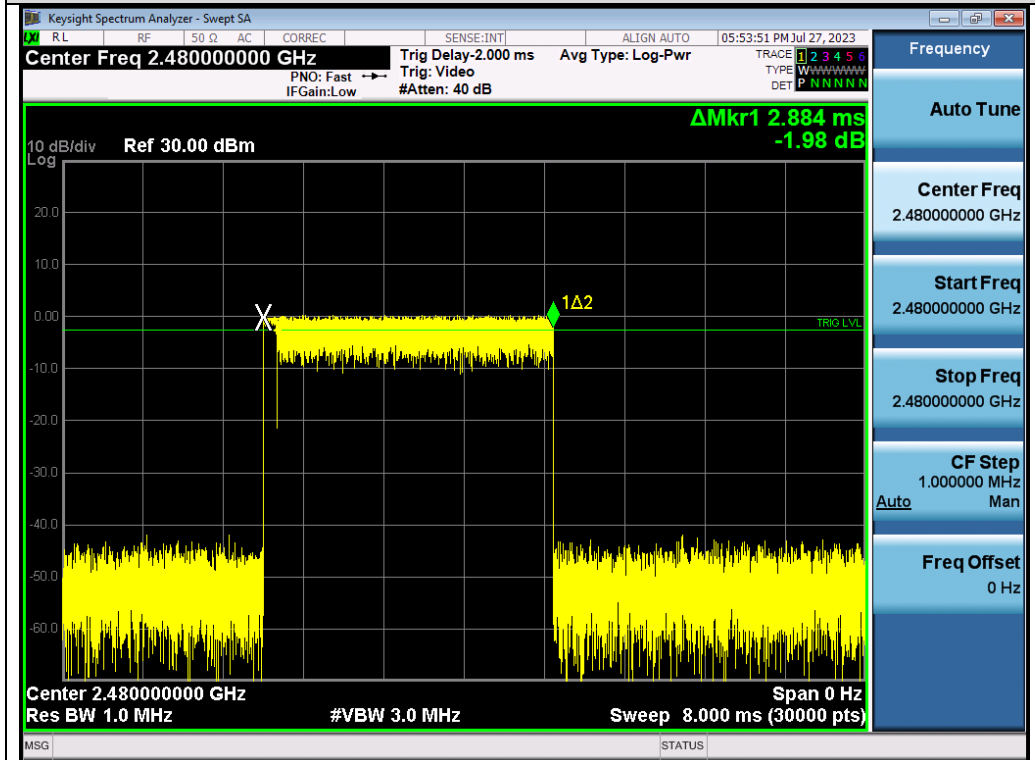 Keysight Spectrum Analyzer - Swept SA
LXI RL RF 50 Ω AC CORREC SENSE:INT ALIGN AUTO 05:53:51 PM Jul 27, 2023
Center Freq 2.480000000 GHz
PNO: Fast
IFGain:Low
Trig Delay-2.000 ms
Trig: Video
#Atten: 40 dB
Avg Type: Log-Pwr
TRACE 1 2 3 4 5 6
TYPE WWWWWW
DET P N N N N N
ΔMkr1 2.884 ms
-1.98 dB
10 dB/div Ref 30.00 dBm
Log
20.0
10.0
0.00
-10.0
-20.0
-30.0
-40.0
-50.0
-60.0
X
1Δ2
TRIG LVL
Center 2.480000000 GHz Span 0 Hz
Res BW 1.0 MHz #VBW 3.0 MHz Sweep 8.000 ms (30000 pts)
MSG STATUS
Frequency
Auto Tune
Center Freq
2.480000000 GHz
Start Freq
2.480000000 GHz
Stop Freq
2.480000000 GHz
CF Step
1.000000 MHz
Auto Man
Freq Offset
0 Hz